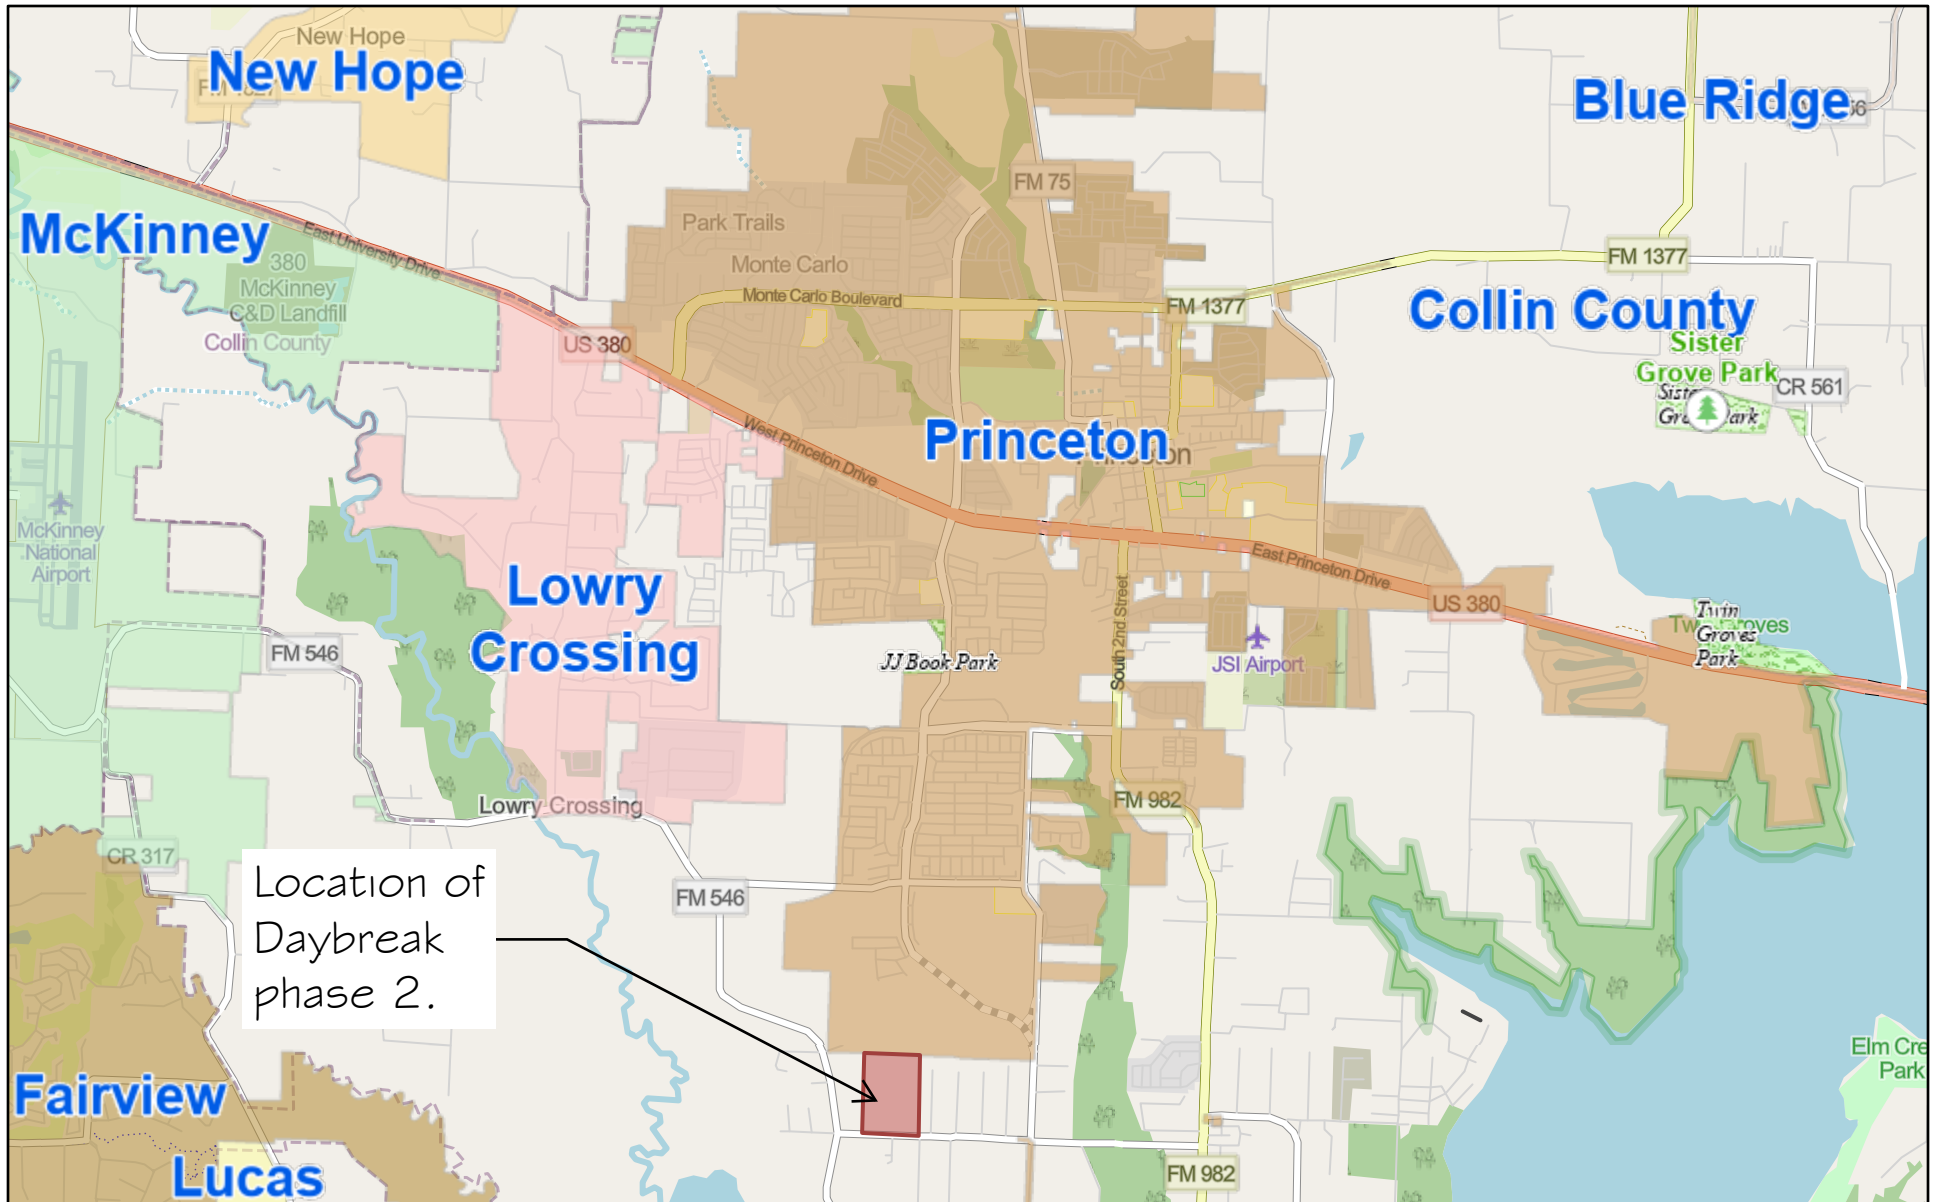 New Hope
New Hope
Blue Ridge
FM 75
McKinney
East University Drive
Park Trails
380
McKinney
C&D Landfill
Collin County
Monte Carlo
Monte Carlo Boulevard
FM 1377
FM 1377
Collin County
US 380
Sister
Grove Park
CR 561
West Princeton Drive
Princeton
McKinney
National
Airport
Lowry
Crossing
East Princeton Drive
US 380
South 2nd Street
Twin
Groves
Park
FM 546
JJ Book Park
JSI Airport
Lowry Crossing
FM 982
CR 317
Location of
Daybreak
phase 2.
FM 546
Elm Cre
Park
Fairview
Lucas
FM 982